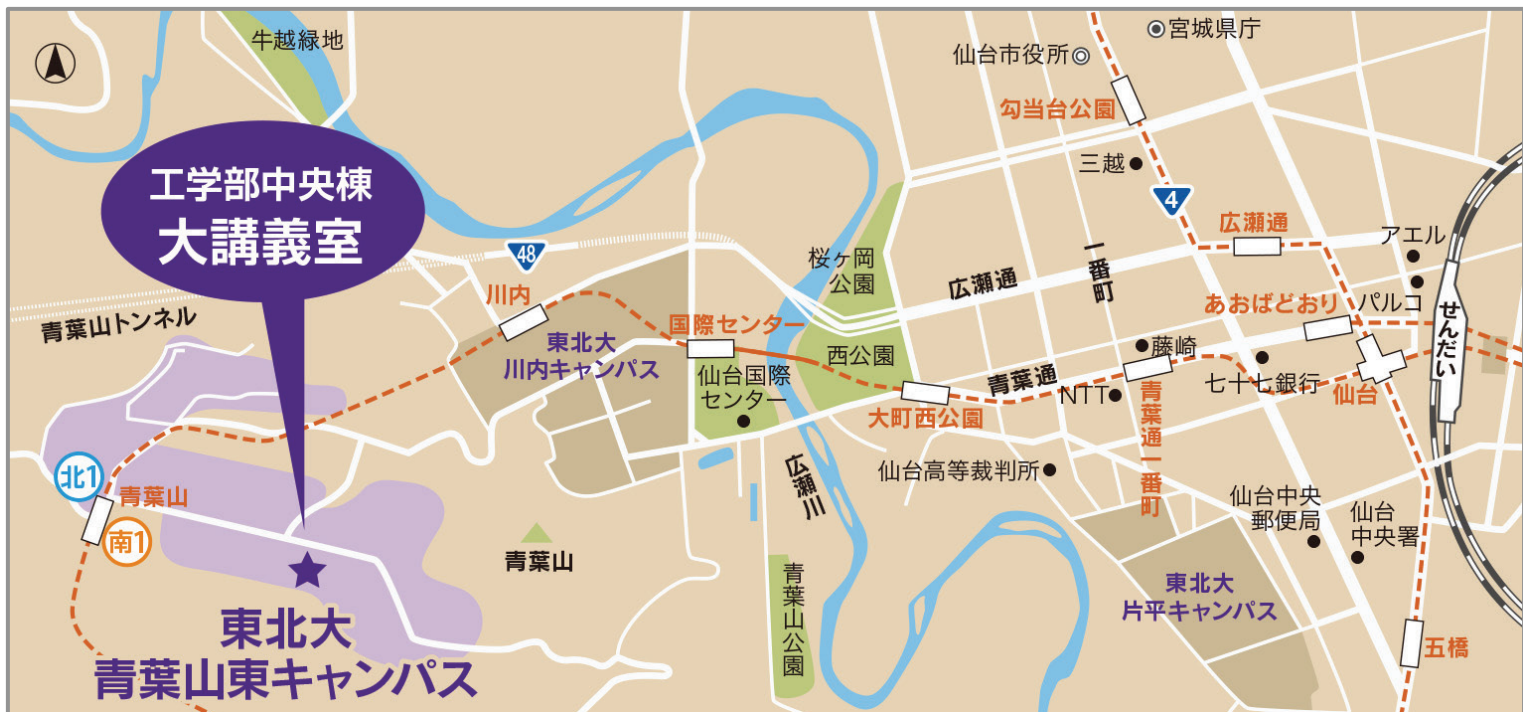 牛越緑地
仙台市役所
宮城県庁
勾当台公園
工学部中央棟
大講義室
三越
4
48
広瀬通
アエル
桜ヶ岡
公園
広瀬通
一番町
パルコ
あおばどおり
せんだい
川内
青葉山トンネル
国際センター
東北大
川内キャンパス
西公園
藤崎
仙台国際
センター
青葉通
七十七銀行
仙台
NTT
大町西公園
青葉通一番町
広瀬川
仙台高等裁判所
北1
青葉山
南1
仙台中央
郵便局
仙台
中央署
青葉山
青葉山公園
東北大
片平キャンパス
東北大
青葉山東キャンパス
五橋